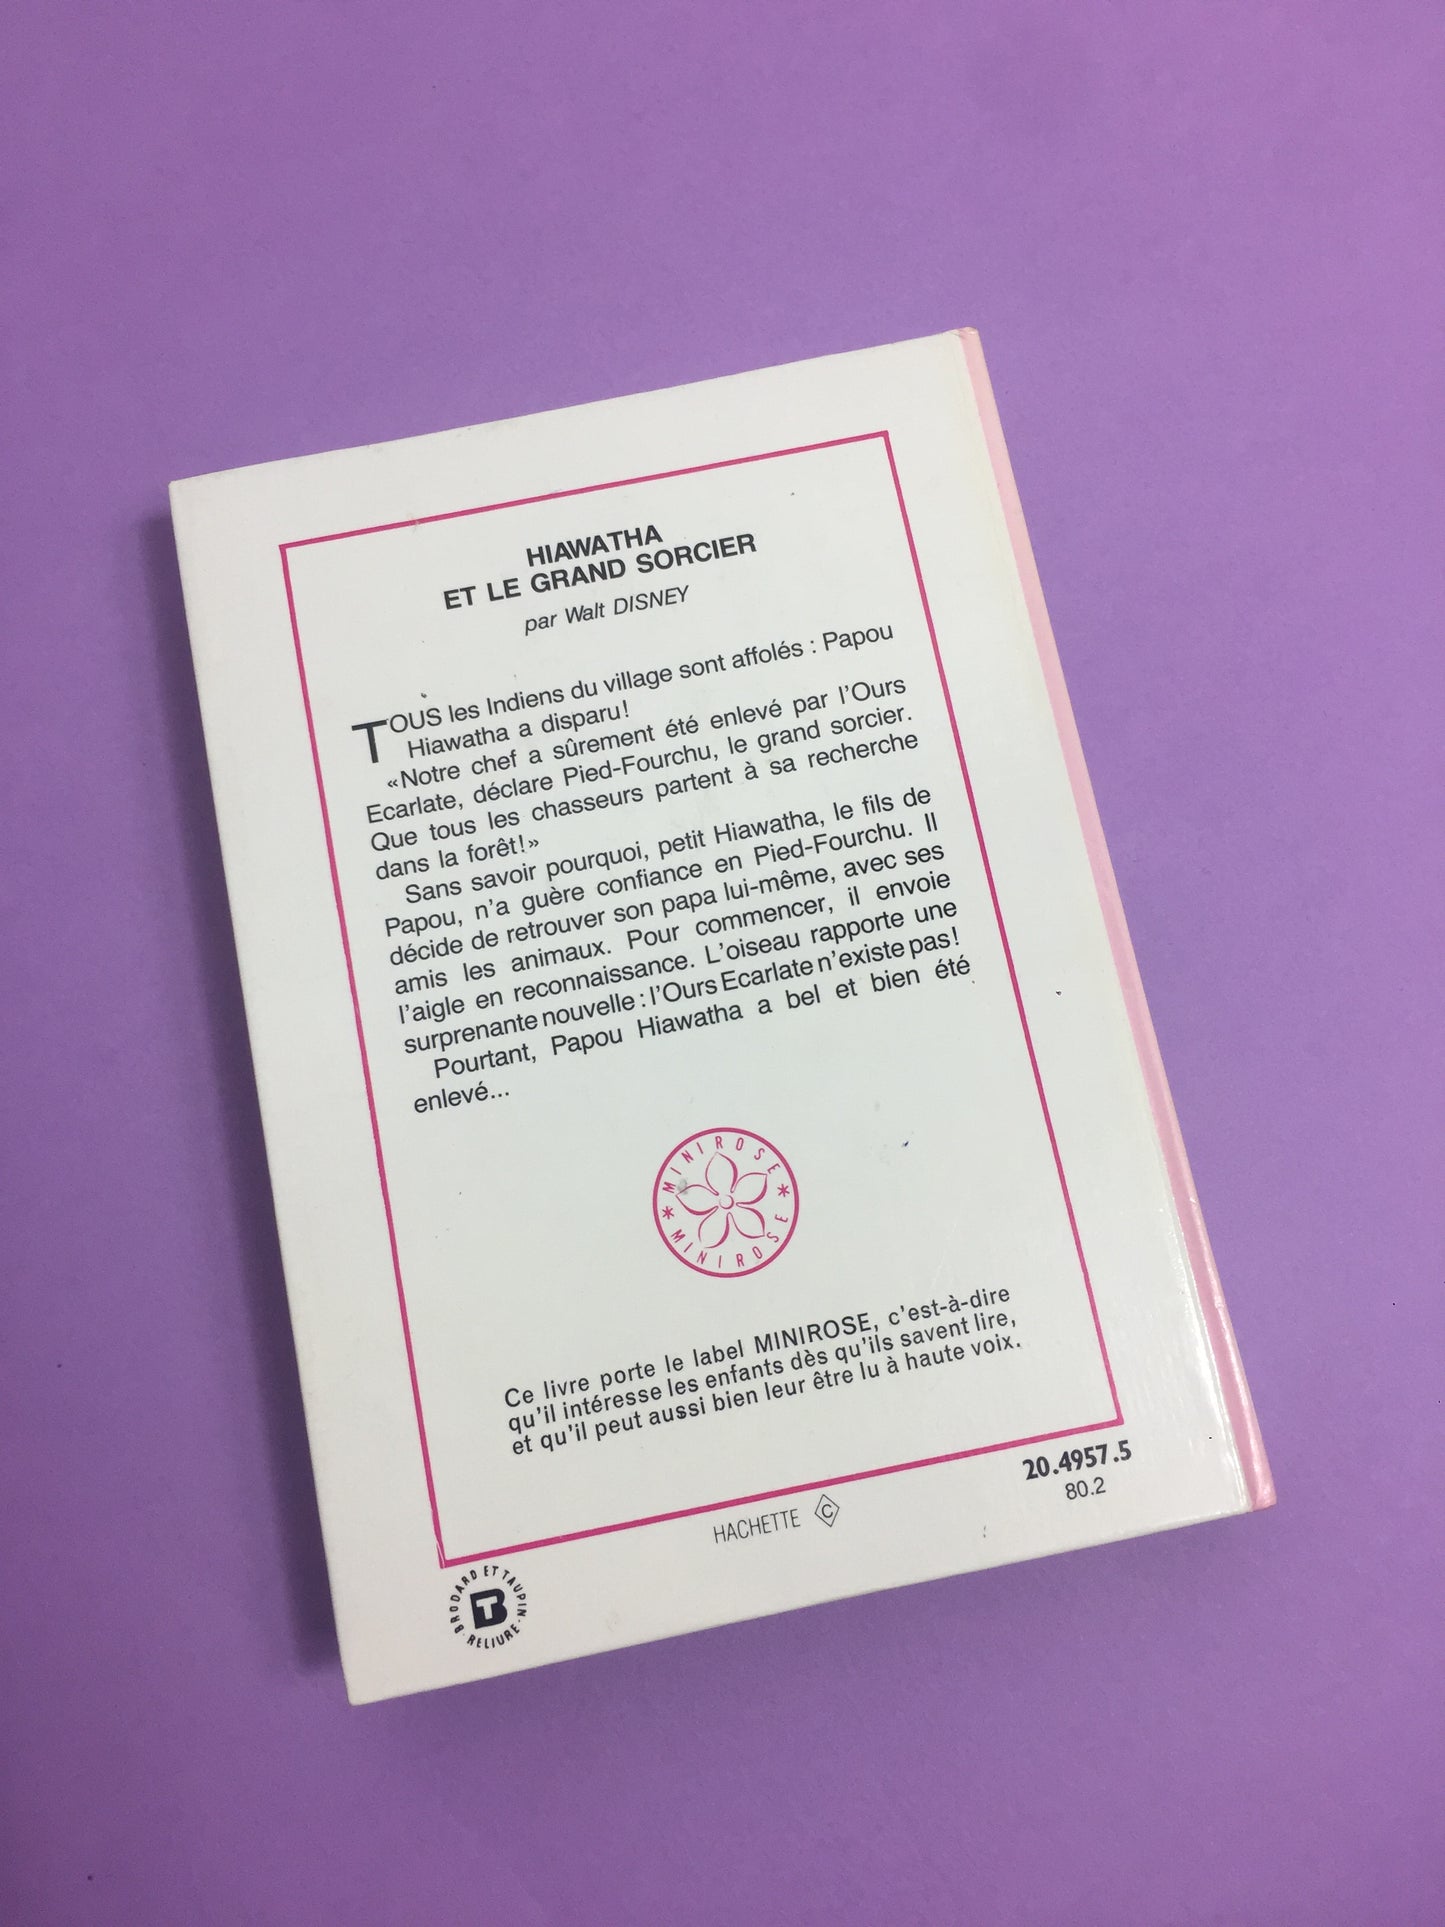 HIAWATHA
ET LE GRAND SORCIER
par Walt DISNEY
TOUS les Indiens du village sont affolés : Papou
Hiawatha a disparu!
«Notre chef a sûrement été enlevé par l'Ours
Ecarlate, déclare Pied-Fourchu, le grand sorcier.
Que tous les chasseurs partent à sa recherche
dans la forêt!»
Sans savoir pourquoi, petit Hiawatha, le fils de
Papou, n'a guère confiance en Pied-Fourchu. Il
décide de retrouver son papa lui-même, avec ses
amis les animaux. Pour commencer, il envoie
l'aigle en reconnaissance. L'oiseau rapporte une
surprenante nouvelle : l'Ours Ecarlate n'existe pas!
Pourtant, Papou Hiawatha a bel et bien été
enlevé...
MINIROSE * MINIROSE *
Ce livre porte le label MINIROSE, c'est-à-dire
qu'il intéresse les enfants dès qu'ils savent lire,
et qu'il peut aussi bien leur être lu à haute voix.
20.4957.5
80.2
HACHETTE C
BRODARD ET TAUPIN · RELIURE ·
BT